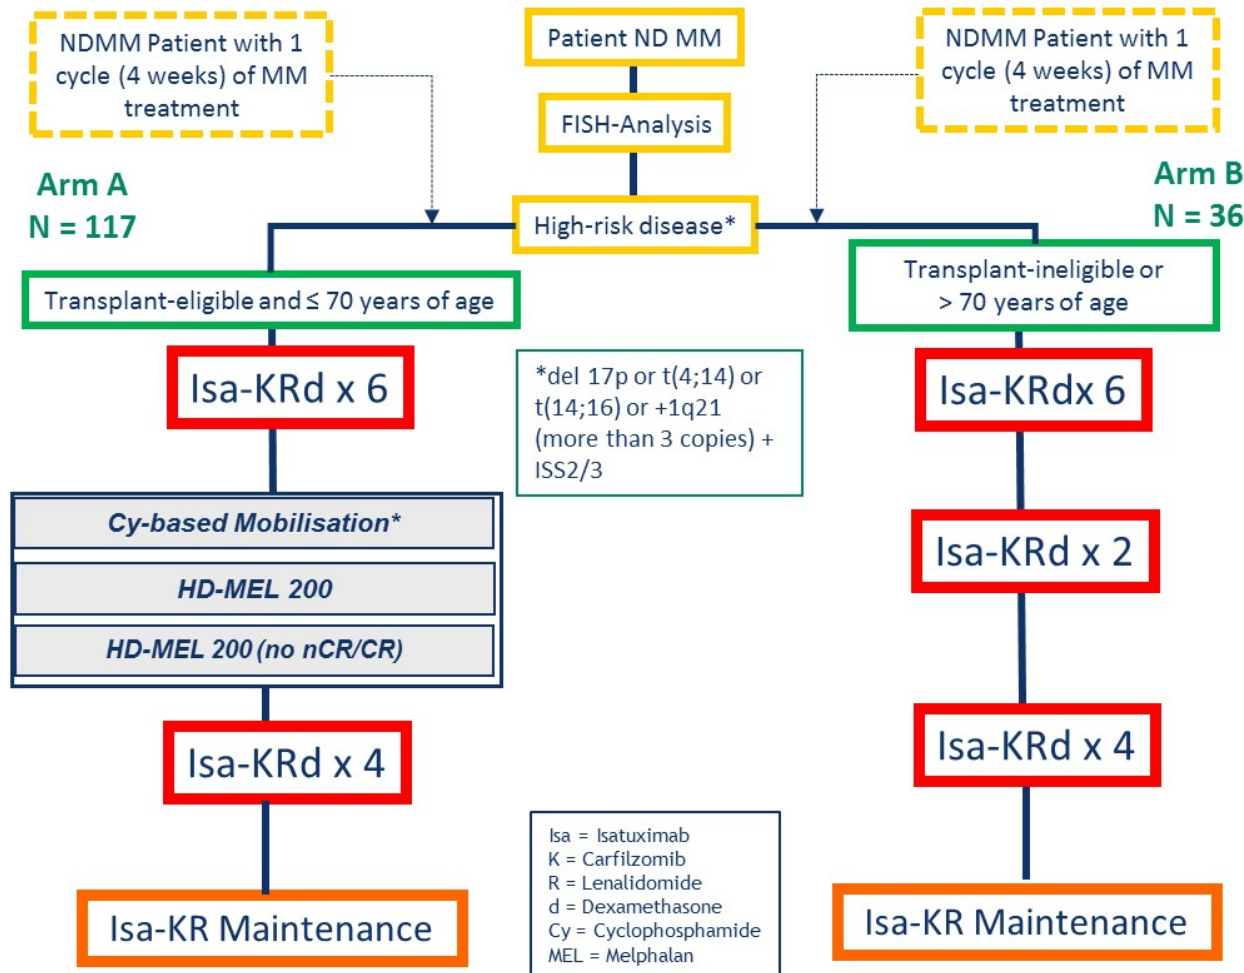 NDMM Patient with 1
cycle (4 weeks) of MM
treatment
Patient ND MM
NDMM Patient with 1
cycle (4 weeks) of MM
treatment
FISH-Analysis
Arm A
N = 117
Arm B
N = 36
High-risk disease*
Transplant-eligible and ≤ 70 years of age
Transplant-ineligible or
> 70 years of age
Isa-KRd x 6
*del 17p or t(4;14) or
t(14;16) or +1q21
(more than 3 copies) +
ISS2/3
Isa-KRdx 6
Cy-based Mobilisation*
HD-MEL 200
HD-MEL 200 (no nCR/CR)
Isa-KRd x 2
Isa-KRd x 4
Isa-KRd x 4
Isa = Isatuximab
K = Carfilzomib
R = Lenalidomide
d = Dexamethasone
Cy = Cyclophosphamide
MEL = Melphalan
Isa-KR Maintenance
Isa-KR Maintenance